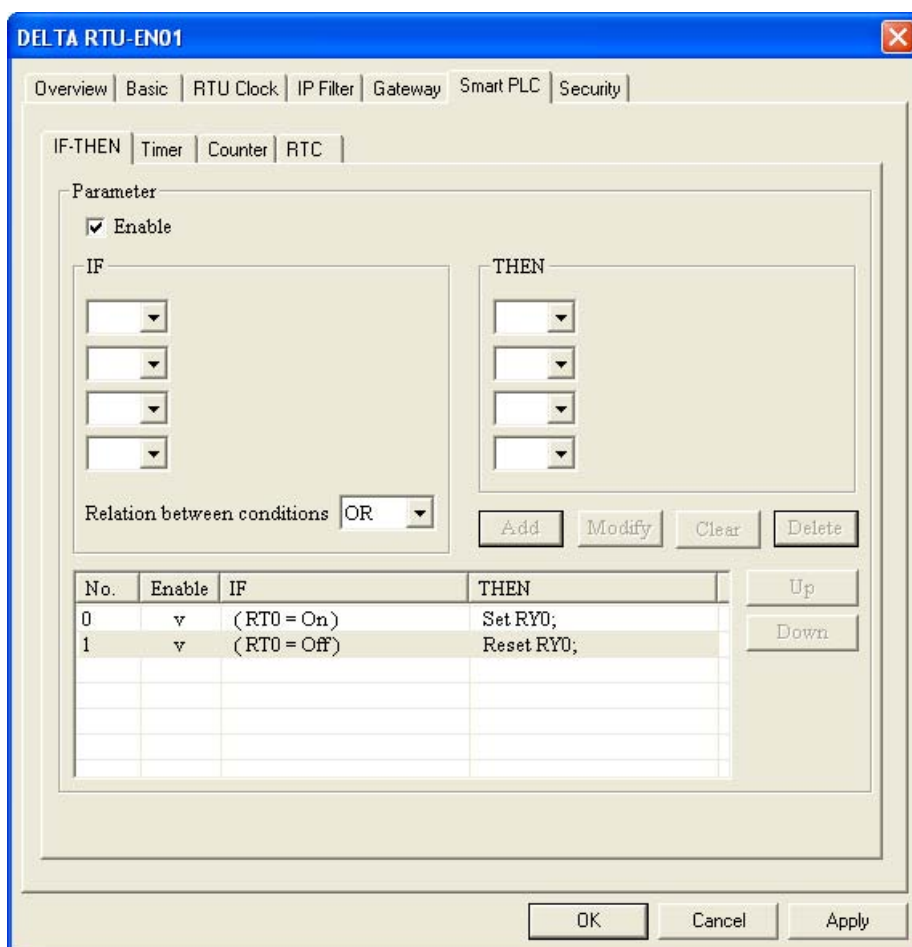 DELTA RTU-EN01
Overview Basic RTU Clock IP Filter Gateway Smart PLC Security
IF-THEN Timer Counter RTC
Parameter
Enable
IF
THEN
Relation between conditions OR
Add Modify Clear Delete
No. Enable IF THEN
0 v (RT0 = On) Set RY0;
1 v (RT0 = Off) Reset RY0;
Up
Down
OK Cancel Apply